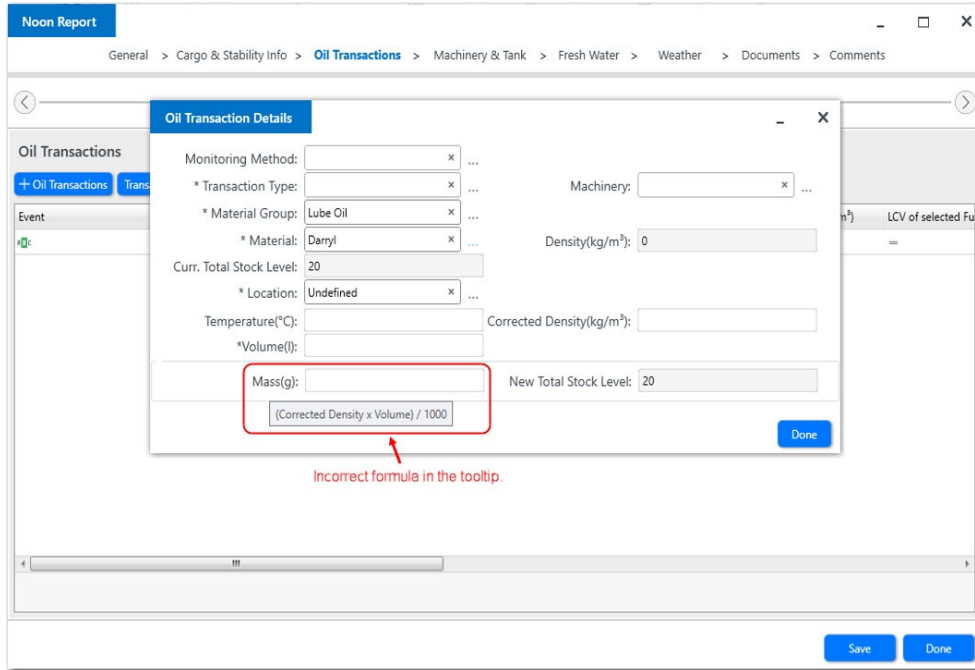 Noon Report
General > Cargo & Stability Info > Oil Transactions > Machinery & Tank > Fresh Water > Weather > Documents > Comments
Oil Transaction Details
Oil Transactions
+ Oil Transactions Trans
Event
m³) LCV of selected Fu
=
Monitoring Method: × ...
* Transaction Type: × ... Machinery: × ...
* Material Group: Lube Oil × ...
* Material: Darryl × ... Density(kg/m³): 0
Curr. Total Stock Level: 20
* Location: Undefined × ...
Temperature(°C): Corrected Density(kg/m³):
*Volume(l):
Mass(g): New Total Stock Level: 20
(Corrected Density x Volume) / 1000
Done
Incorrect formula in the tooltip.
Save Done